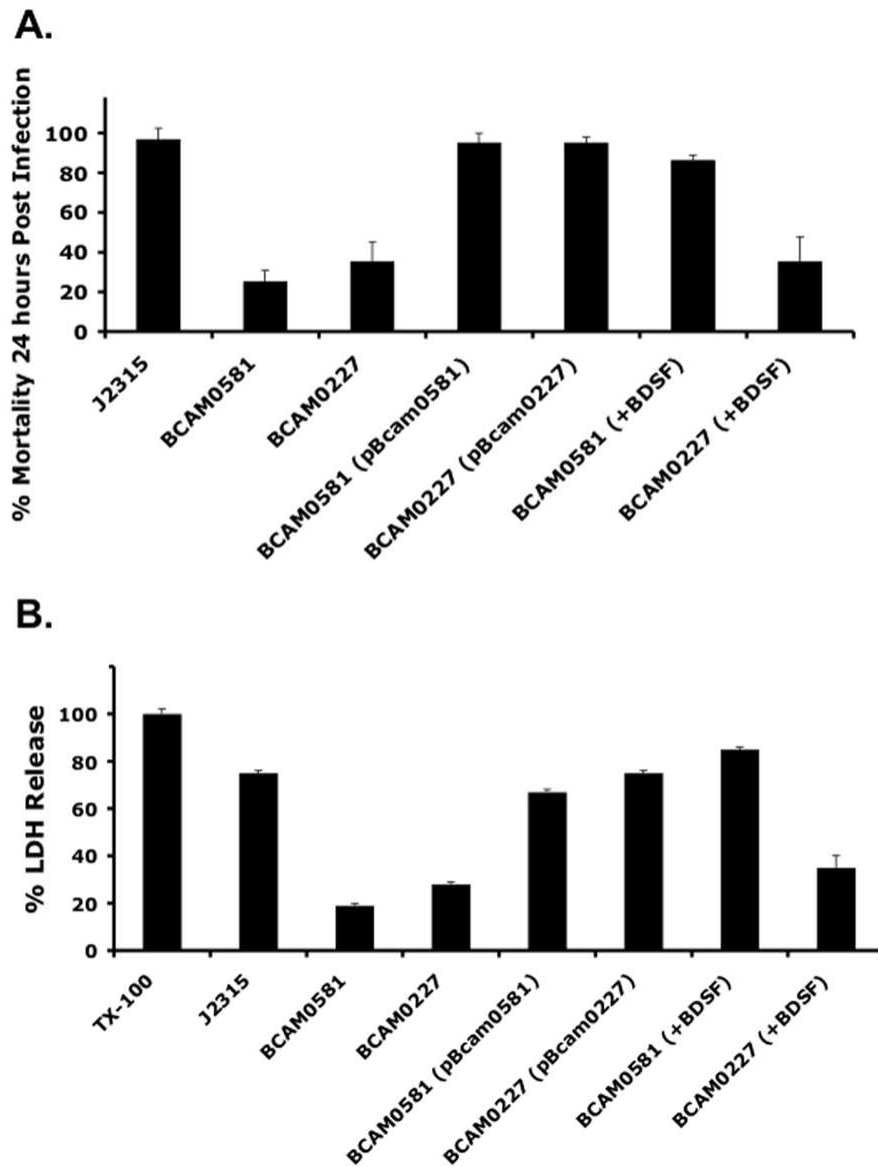 A.
% Mortality 24 hours Post Infection
100
80
60
40
20
0
J2315
BCAM0581
BCAM0227
BCAM0581 (pBcam0581)
BCAM0227 (pBcam0227)
BCAM0581 (+BDSF)
BCAM0227 (+BDSF)
B.
% LDH Release
100
80
60
40
20
0
TX-100
J2315
BCAM0581
BCAM0227
BCAM0581 (pBcam0581)
BCAM0227 (pBcam0227)
BCAM0581 (+BDSF)
BCAM0227 (+BDSF)